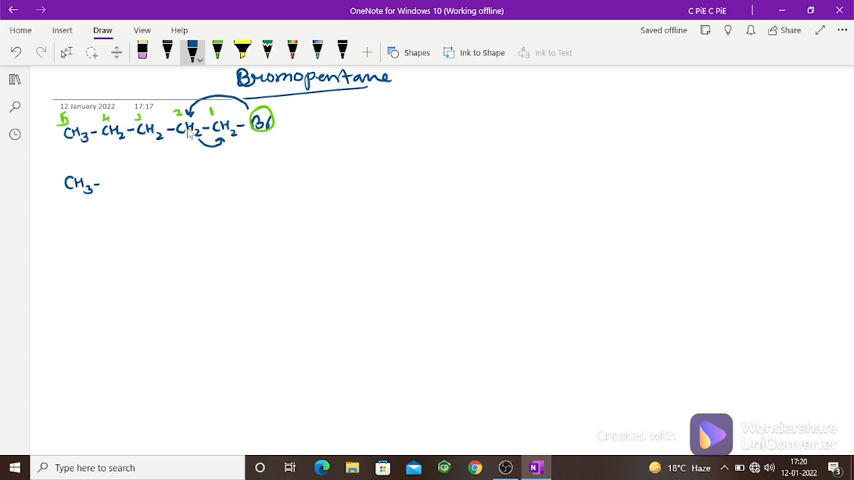 OneNote for Windows 10 (Working offline)
C PiE C PiE
Home Insert Draw View Help
Saved offline Share
Shapes Ink to Shape Ink to Text
Bromopentane
12 January 2022 17:17
5 4 3 2 1
CH3-CH2-CH2-CH2-CH2-Br
CH3-
Created with Wondershare UniConverter
Type here to search
18°C Haze
17:20
12-01-2022
3